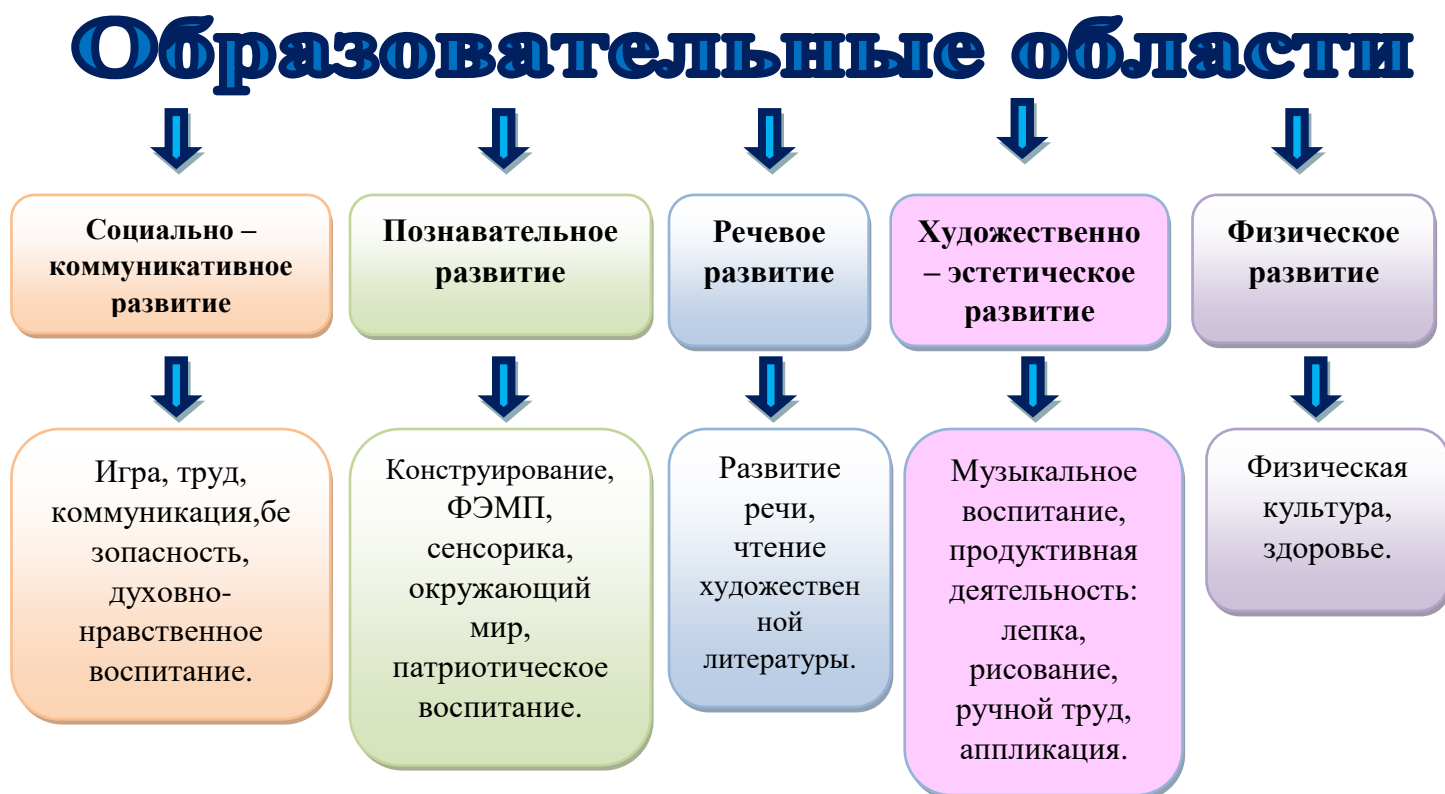 Образовательные области
Социально –
коммуникативное
развитие
Познавательное
развитие
Речевое
развитие
Художественно
– эстетическое
развитие
Физическое
развитие
Игра, труд,
коммуникация,бе
зопасность,
духовно-
нравственное
воспитание.
Конструирование,
ФЭМП,
сенсорика,
окружающий
мир,
патриотическое
воспитание.
Развитие
речи,
чтение
художествен
ной
литературы.
Музыкальное
воспитание,
продуктивная
деятельность:
лепка,
рисование,
ручной труд,
аппликация.
Физическая
культура,
здоровье.